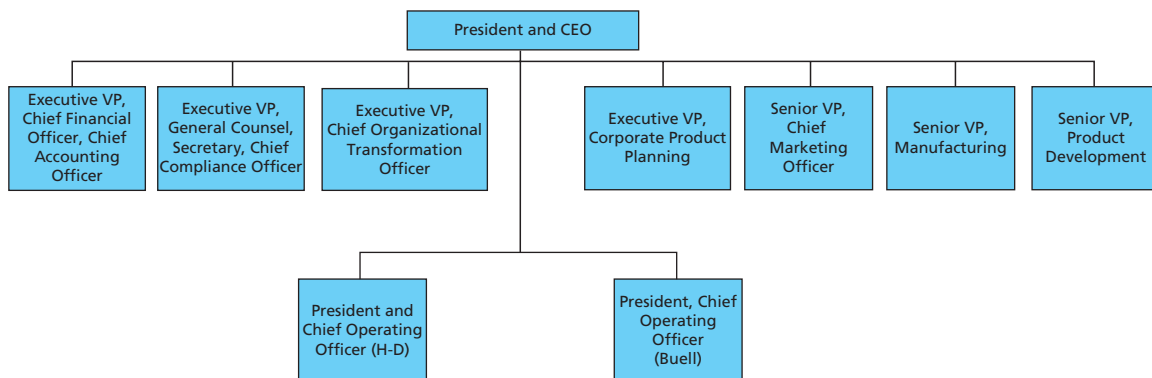 President and CEO
Executive VP,
Chief Financial
Officer, Chief
Accounting
Officer
Executive VP,
General Counsel,
Secretary, Chief
Compliance Officer
Executive VP,
Chief Organizational
Transformation
Officer
Executive VP,
Corporate Product
Planning
Senior VP,
Chief
Marketing
Officer
Senior VP,
Manufacturing
Senior VP,
Product
Development
President and
Chief Operating
Officer (H-D)
President, Chief
Operating
Officer
(Buell)